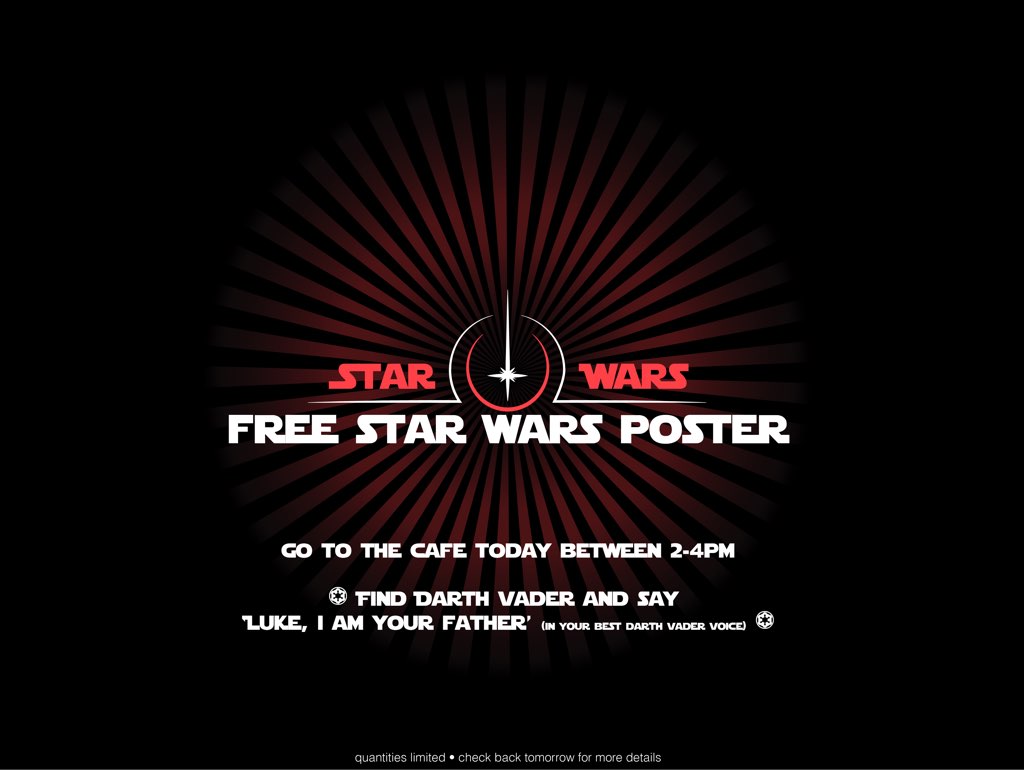 STAR WARS
FREE STAR WARS POSTER
GO TO THE CAFE TODAY BETWEEN 2-4PM
FIND DARTH VADER AND SAY
'LUKE, I AM YOUR FATHER' (IN YOUR BEST DARTH VADER VOICE)
quantities limited • check back tomorrow for more details